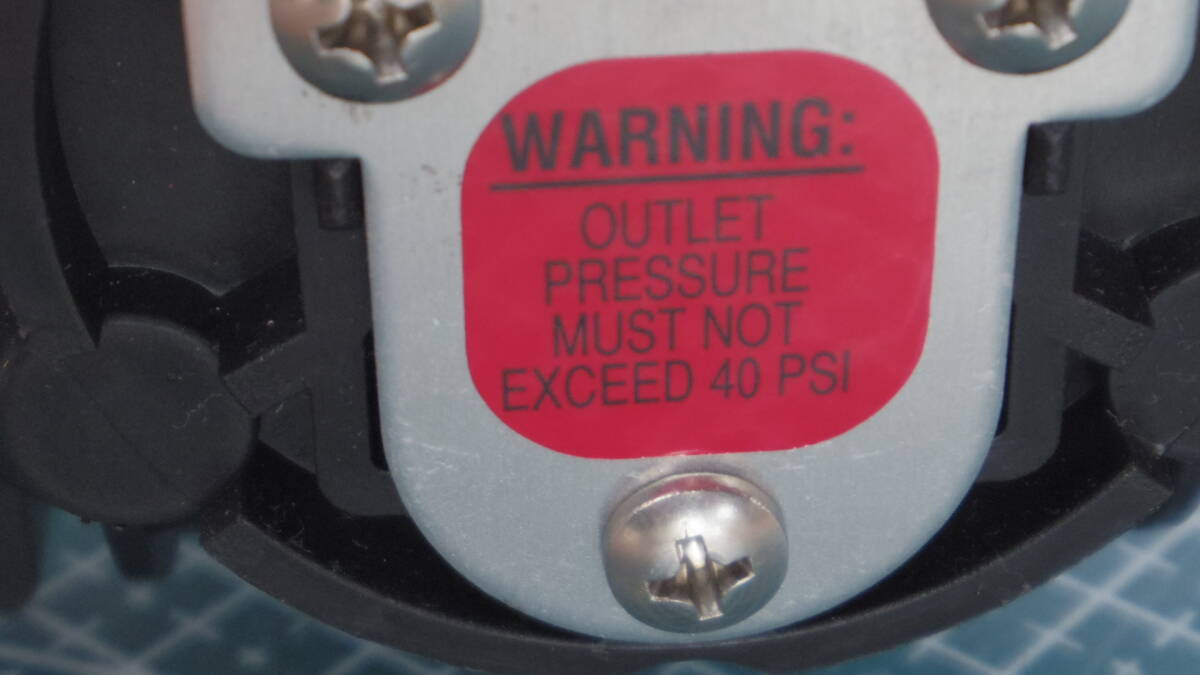 WARNING:
OUTLET
PRESSURE
MUST NOT
EXCEED 40 PSI